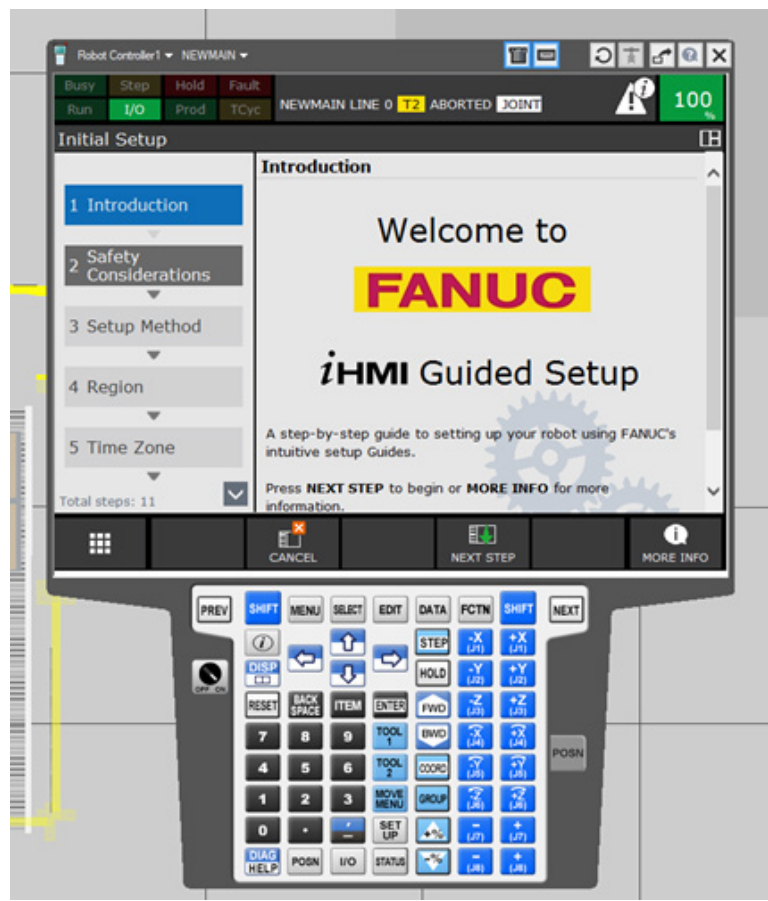 Robot Controller1 NEWMAIN
Busy Step Hold Fault
Run I/O Prod TCyc
NEWMAIN LINE 0 T2 ABORTED JOINT
100
%
Initial Setup
1 Introduction
2 Safety
Considerations
3 Setup Method
4 Region
5 Time Zone
Total steps: 11
Introduction
Welcome to
FANUC
iHMI Guided Setup
A step-by-step guide to setting up your robot using FANUC's
intuitive setup Guides.
Press NEXT STEP to begin or MORE INFO for more
information.
CANCEL NEXT STEP MORE INFO
PREV SHIFT MENU SELECT EDIT DATA FCTN SHIFT NEXT
i STEP -X (J1) +X (J1)
DISP HOLD -Y (J2) +Y (J2)
OFF ON
RESET BACK SPACE ITEM ENTER FWD -Z (J3) +Z (J3)
7 8 9 TOOL 1 BWD -X (J4) +X (J4)
4 5 6 TOOL 2 COORD -Y (J5) +Y (J5)
POSN
1 2 3 MOVE MENU GROUP -Z (J6) +Z (J6)
0 . , - SET UP +% - (J7) + (J7)
DIAG HELP POSN I/O STATUS -% - (J8) + (J8)